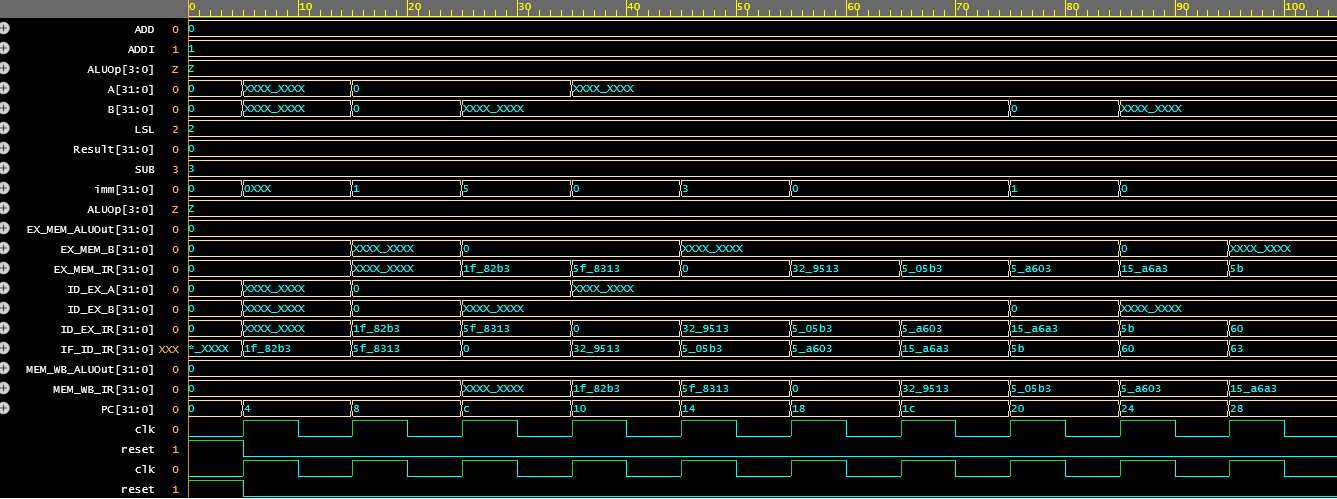 0 10 20 30 40 50 60 70 80 90 100
ADD 0 0
ADDI 1 1
ALUOp[3:0] Z Z
A[31:0] 0 0 XXXX_XXXX 0 XXXX_XXXX
B[31:0] 0 0 XXXX_XXXX 0 XXXX_XXXX 0 XXXX_XXXX
LSL 2 2
Result[31:0] 0 0
SUB 3 3
imm[31:0] 0 0 0XXX 1 5 0 3 0 1 0
ALUOp[3:0] Z Z
EX_MEM_ALUOut[31:0] 0 0
EX_MEM_B[31:0] 0 0 XXXX_XXXX 0 XXXX_XXXX 0 XXXX_XXXX
EX_MEM_IR[31:0] 0 0 XXXX_XXXX 1f_82b3 5f_8313 0 32_9513 5_05b3 5_a603 15_a6a3 5b
ID_EX_A[31:0] 0 0 XXXX_XXXX 0 XXXX_XXXX
ID_EX_B[31:0] 0 0 XXXX_XXXX 0 XXXX_XXXX 0 XXXX_XXXX
ID_EX_IR[31:0] 0 0 XXXX_XXXX 1f_82b3 5f_8313 0 32_9513 5_05b3 5_a603 15_a6a3 5b 60
IF_ID_IR[31:0] XXX *_XXXX 1f_82b3 5f_8313 0 32_9513 5_05b3 5_a603 15_a6a3 5b 60 63
MEM_WB_ALUOut[31:0] 0 0
MEM_WB_IR[31:0] 0 0 XXXX_XXXX 1f_82b3 5f_8313 0 32_9513 5_05b3 5_a603 15_a6a3
PC[31:0] 0 0 4 8 c 10 14 18 1c 20 24 28
clk 0
reset 1
clk 0
reset 1